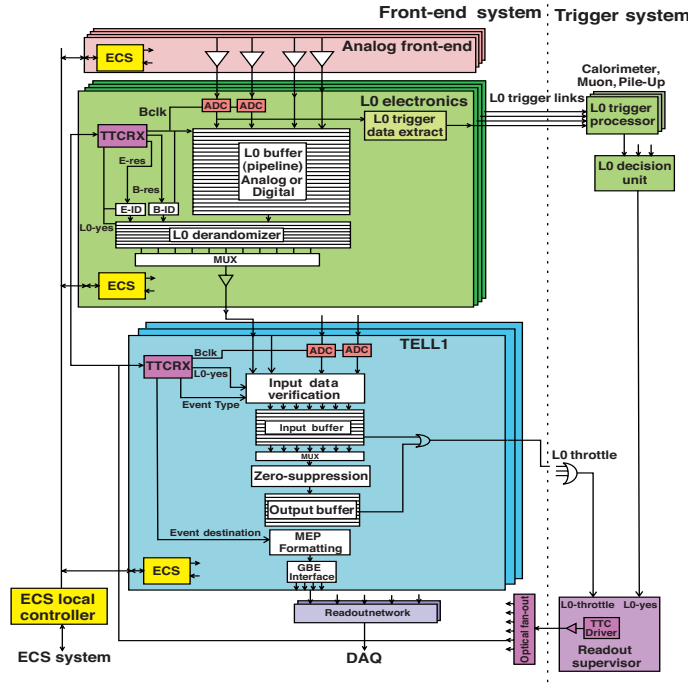 Front-end system
Trigger system
Analog front-end
ECS
Calorimeter,
Muon, Pile-Up
L0 electronics
L0 trigger links
Bclk
ADC
ADC
L0 trigger
data extract
L0 trigger
processor
TTCRX
E-res
B-res
L0 buffer
(pipeline)
Analog or
Digital
L0 decision
unit
E-ID
B-ID
L0-yes
L0 derandomizer
MUX
ECS
TELL1
Bclk
ADC
ADC
TTCRX
L0-yes
Event Type
Input data
verification
Input buffer
MUX
L0 throttle
Zero-suppression
Output buffer
Event destination
MEP
Formatting
ECS
GBE
Interface
ECS local
controller
Readoutnetwork
Optical fan-out
L0-throttle
L0-yes
TTC
Driver
Readout
supervisor
ECS system
DAQ